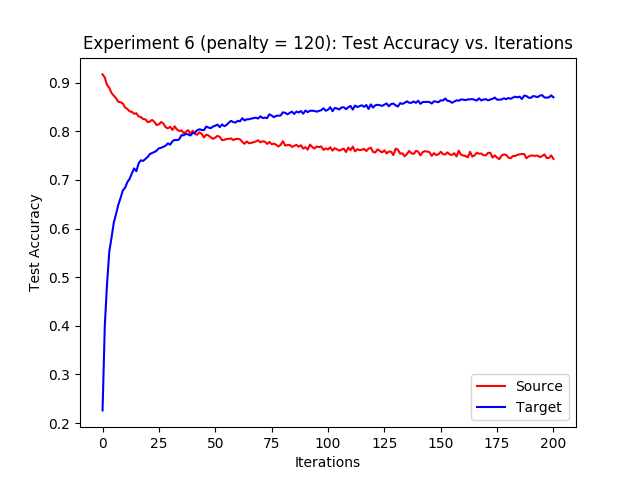 Experiment 6 (penalty = 120): Test Accuracy vs. Iterations
0.9
0.8
0.7
0.6
0.5
0.4
0.3
0.2
Test Accuracy
Source
Target
0 25 50 75 100 125 150 175 200
Iterations